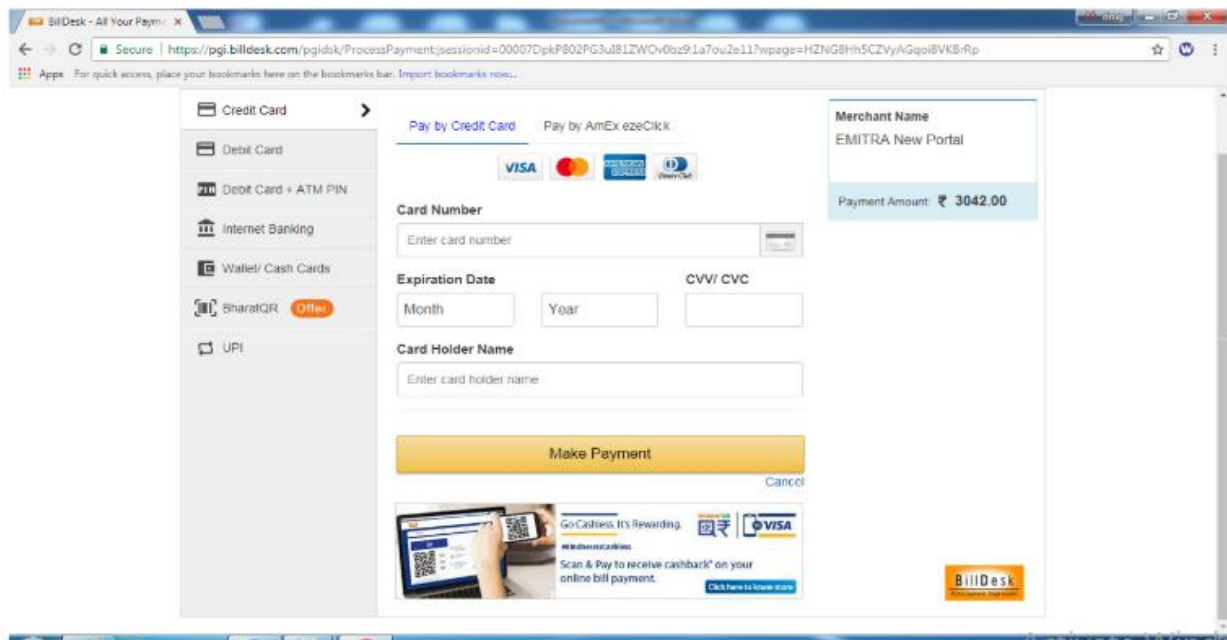 BillDesk - All Your Paym
Secure | https://pgi.billdesk.com/pgidsk/ProcessPayment;jsessionid=
Apps For quick access, place your bookmarks here on the bookmarks bar. Import bookmarks now...
Credit Card
Debit Card
Debit Card + ATM PIN
Internet Banking
Wallet/ Cash Cards
BharatQR Offer
UPI
Pay by Credit Card Pay by AmEx ezeClick
VISA AMERICAN EXPRESS Diners Club
Card Number
Enter card number
Expiration Date CVV/ CVC
Month Year
Card Holder Name
Enter card holder name
Make Payment
Cancel
Go Cashless. It's Rewarding.
VISA
Scan & Pay to receive cashback* on your
online bill payment.
Click here to know more
Merchant Name
EMITRA New Portal
Payment Amount: ₹ 3042.00
BillDesk